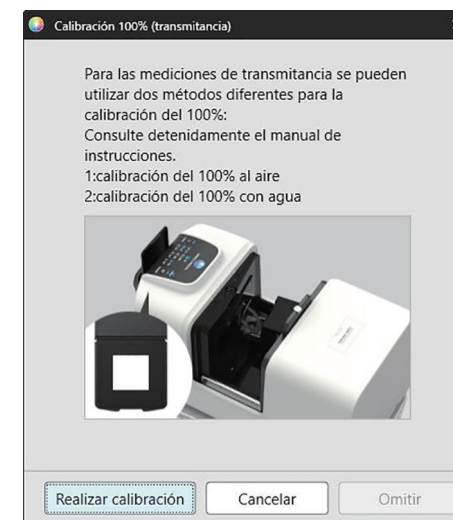 Calibración 100% (transmitancia)
Para las mediciones de transmitancia se pueden
utilizar dos métodos diferentes para la
calibración del 100%:
Consulte detenidamente el manual de
instrucciones.
1:calibración del 100% al aire
2:calibración del 100% con agua
Realizar calibración
Cancelar
Omitir